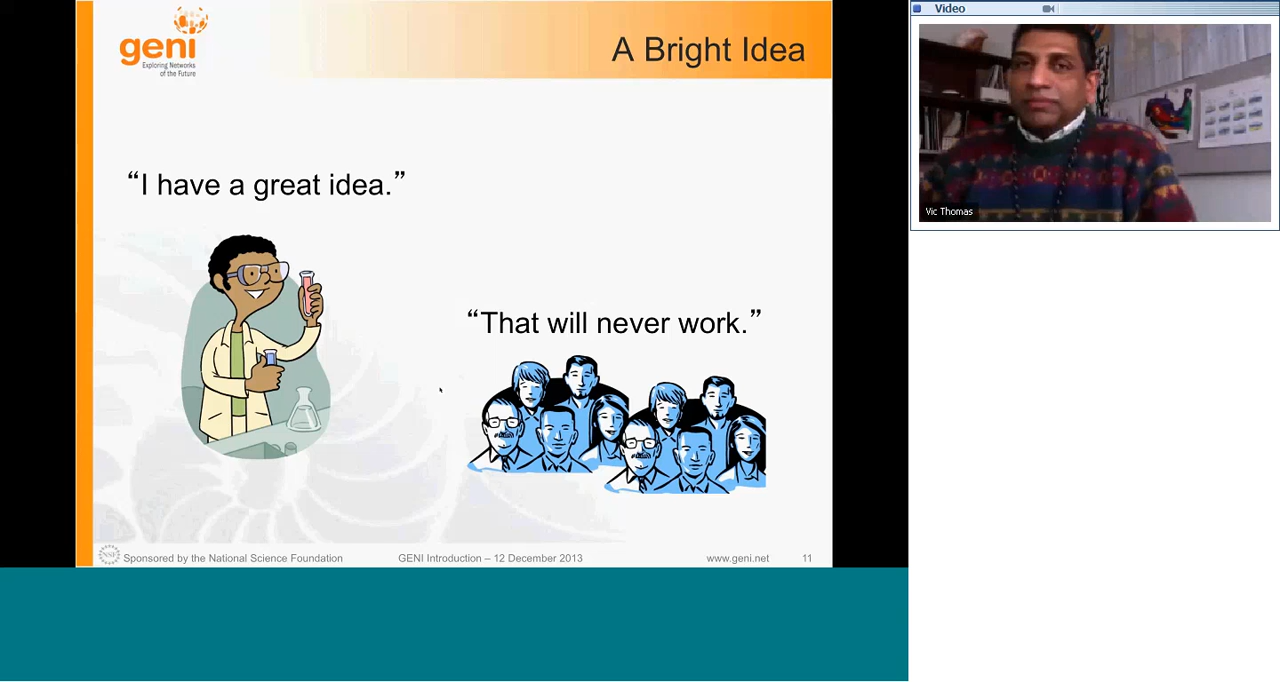 geni
Exploring Networks
of the Future
A Bright Idea
“I have a great idea.”
“That will never work.”
NSF
Sponsored by the National Science Foundation
GENI Introduction – 12 December 2013
www.geni.net
11
Video
Vic Thomas